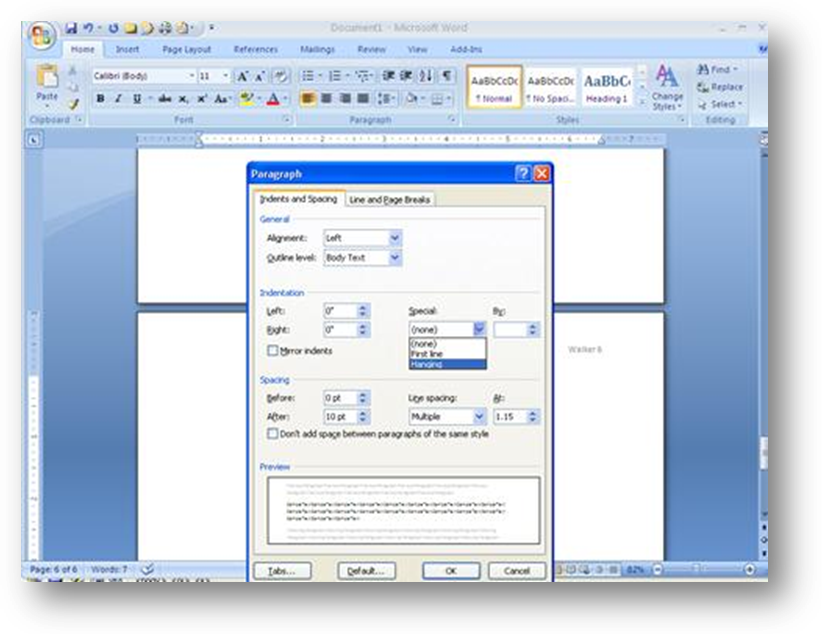 Document1 - Microsoft Word
Home Insert Page Layout References Mailings Review View Add-Ins
Paste
Calibri (Body) 11
B I U abc x₂ x² Aa
AaBbCcDc AaBbCcDc AaBbC
¶ Normal ¶ No Spaci... Heading 1
Change Styles
Find
Replace
Select
Clipboard Font Paragraph Styles Editing
Paragraph
Indents and Spacing Line and Page Breaks
General
Alignment: Left
Outline level: Body Text
Indentation
Left: 0" Special: By:
Right: 0" (none)
(none)
Mirror indents First line
Hanging
Walker 6
Spacing
Before: 0 pt Line spacing: At:
After: 10 pt Multiple 1.15
Don't add space between paragraphs of the same style
Preview
Tabs... Default... OK Cancel
Page: 6 of 6 Words: 7 82%